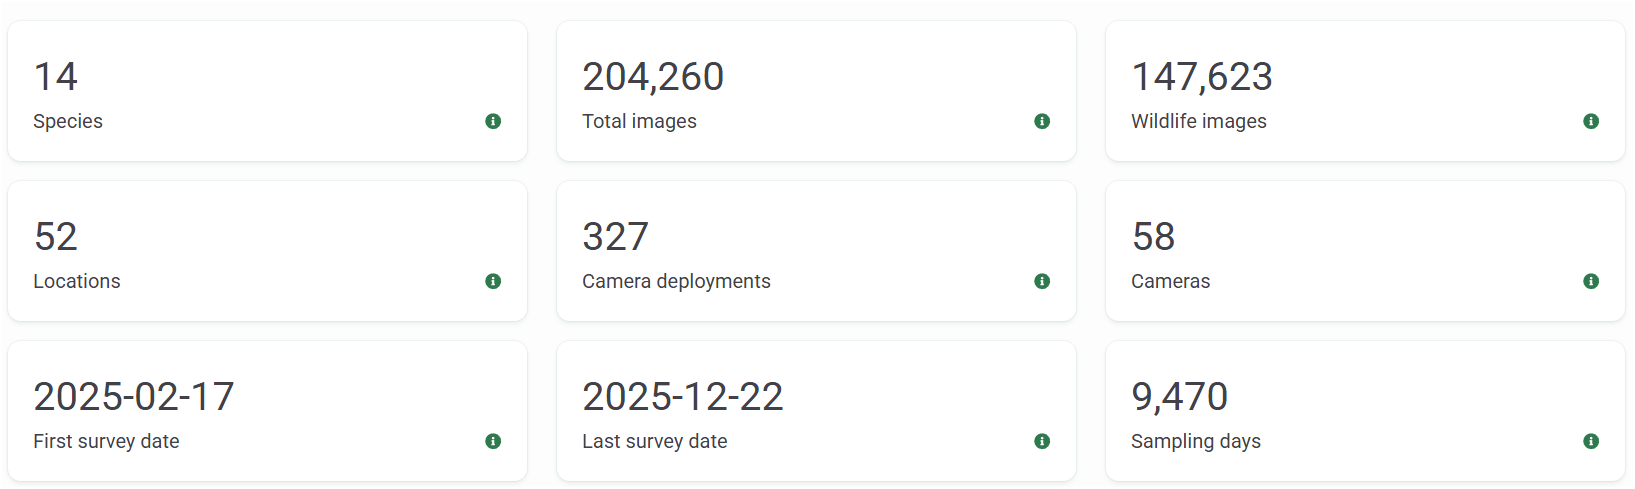 14
Species
204,260
Total images
147,623
Wildlife images
52
Locations
327
Camera deployments
58
Cameras
2025-02-17
First survey date
2025-12-22
Last survey date
9,470
Sampling days